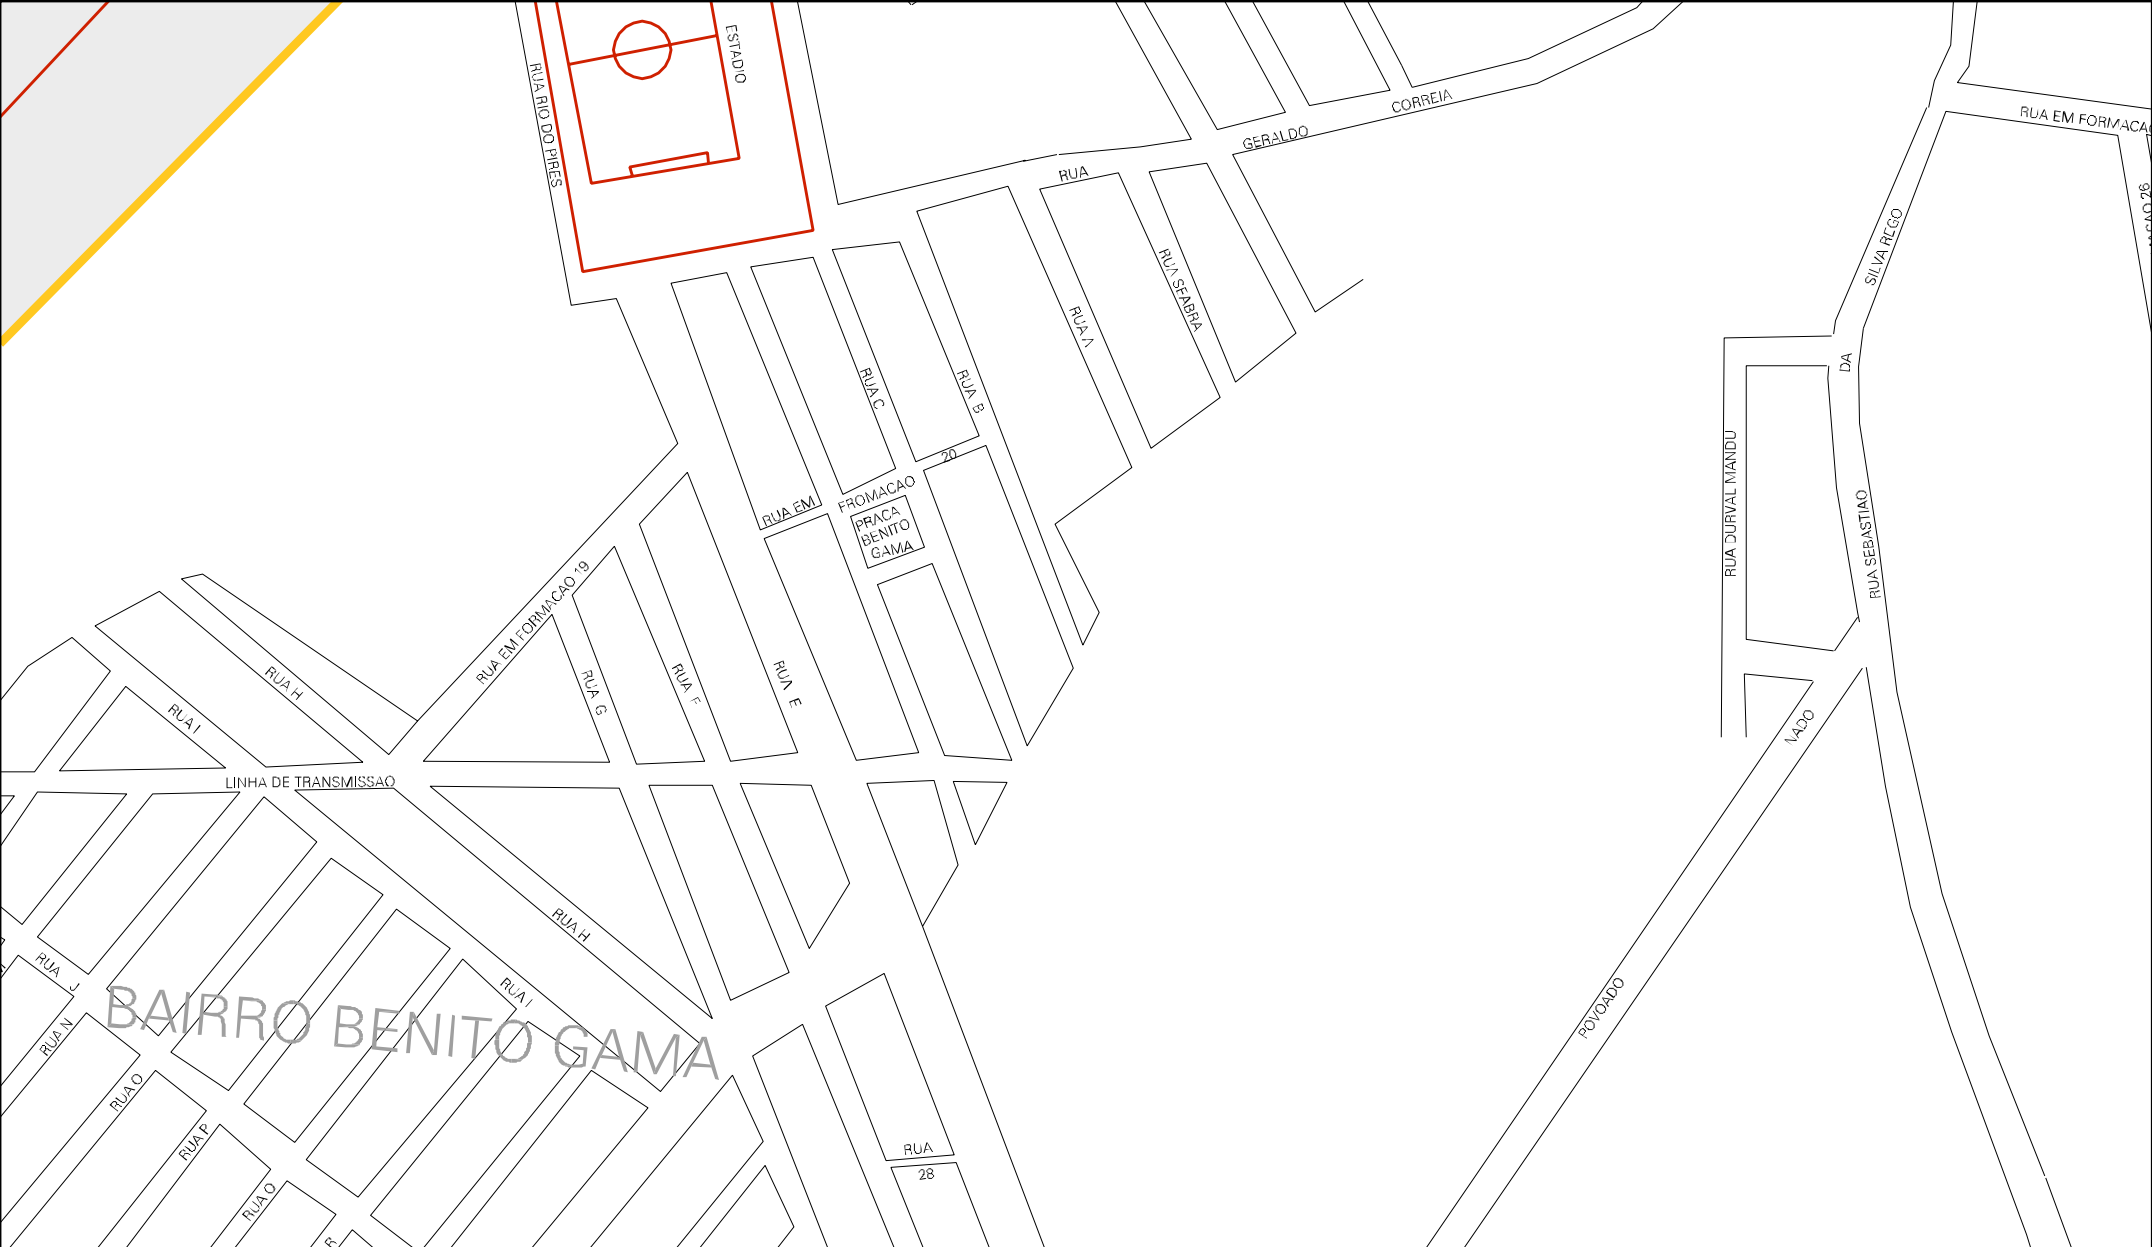 ESTADIO
RUA RIO DO PIRES
CORREIA
GERALDO
RUA
RUA EM FORMACAO
SILVA REGO
RUA SFABRA
RUA A
DA
RUA C
RUA B
RUA DURVAL MANDU
20
FROMACAO
RUA EM
PRACA
BENITO
GAMA
RUA SEBASTIAO
RUA EM FORMACAO 19
RUA H
RUA G
RUA F
RUA E
RUA I
NADO
LINHA DE TRANSMISSAO
RUA H
RUA J
RUA I
POVOADO
BAIRRO BENITO GAMA
RUA N
RUA O
RUA P
RUA
28
RUA Q
R